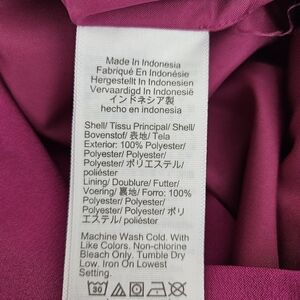 Made In Indonesia
Fabriqué En Indonésie
Hergestellt In Indonesien
Vervaardigd In Indonesië
インドネシア製
hecho en indonesia
Shell/ Tissu Principal/ Shell/
Bovenstof/ 表地/ Tela
Exterior: 100% Polyester/
Polyester/ Polyester/
Polyester/ ポリエステル/
poliéster
Lining/ Doublure/ Futter/
Voering/ 裏地/ Forro: 100%
Polyester/ Polyester/
Polyester/ Polyester/ ポリ
エステル/ poliéster
Machine Wash Cold. With
Like Colors. Non-chlorine
Bleach Only. Tumble Dry
Low. Iron On Lowest
Setting.
30